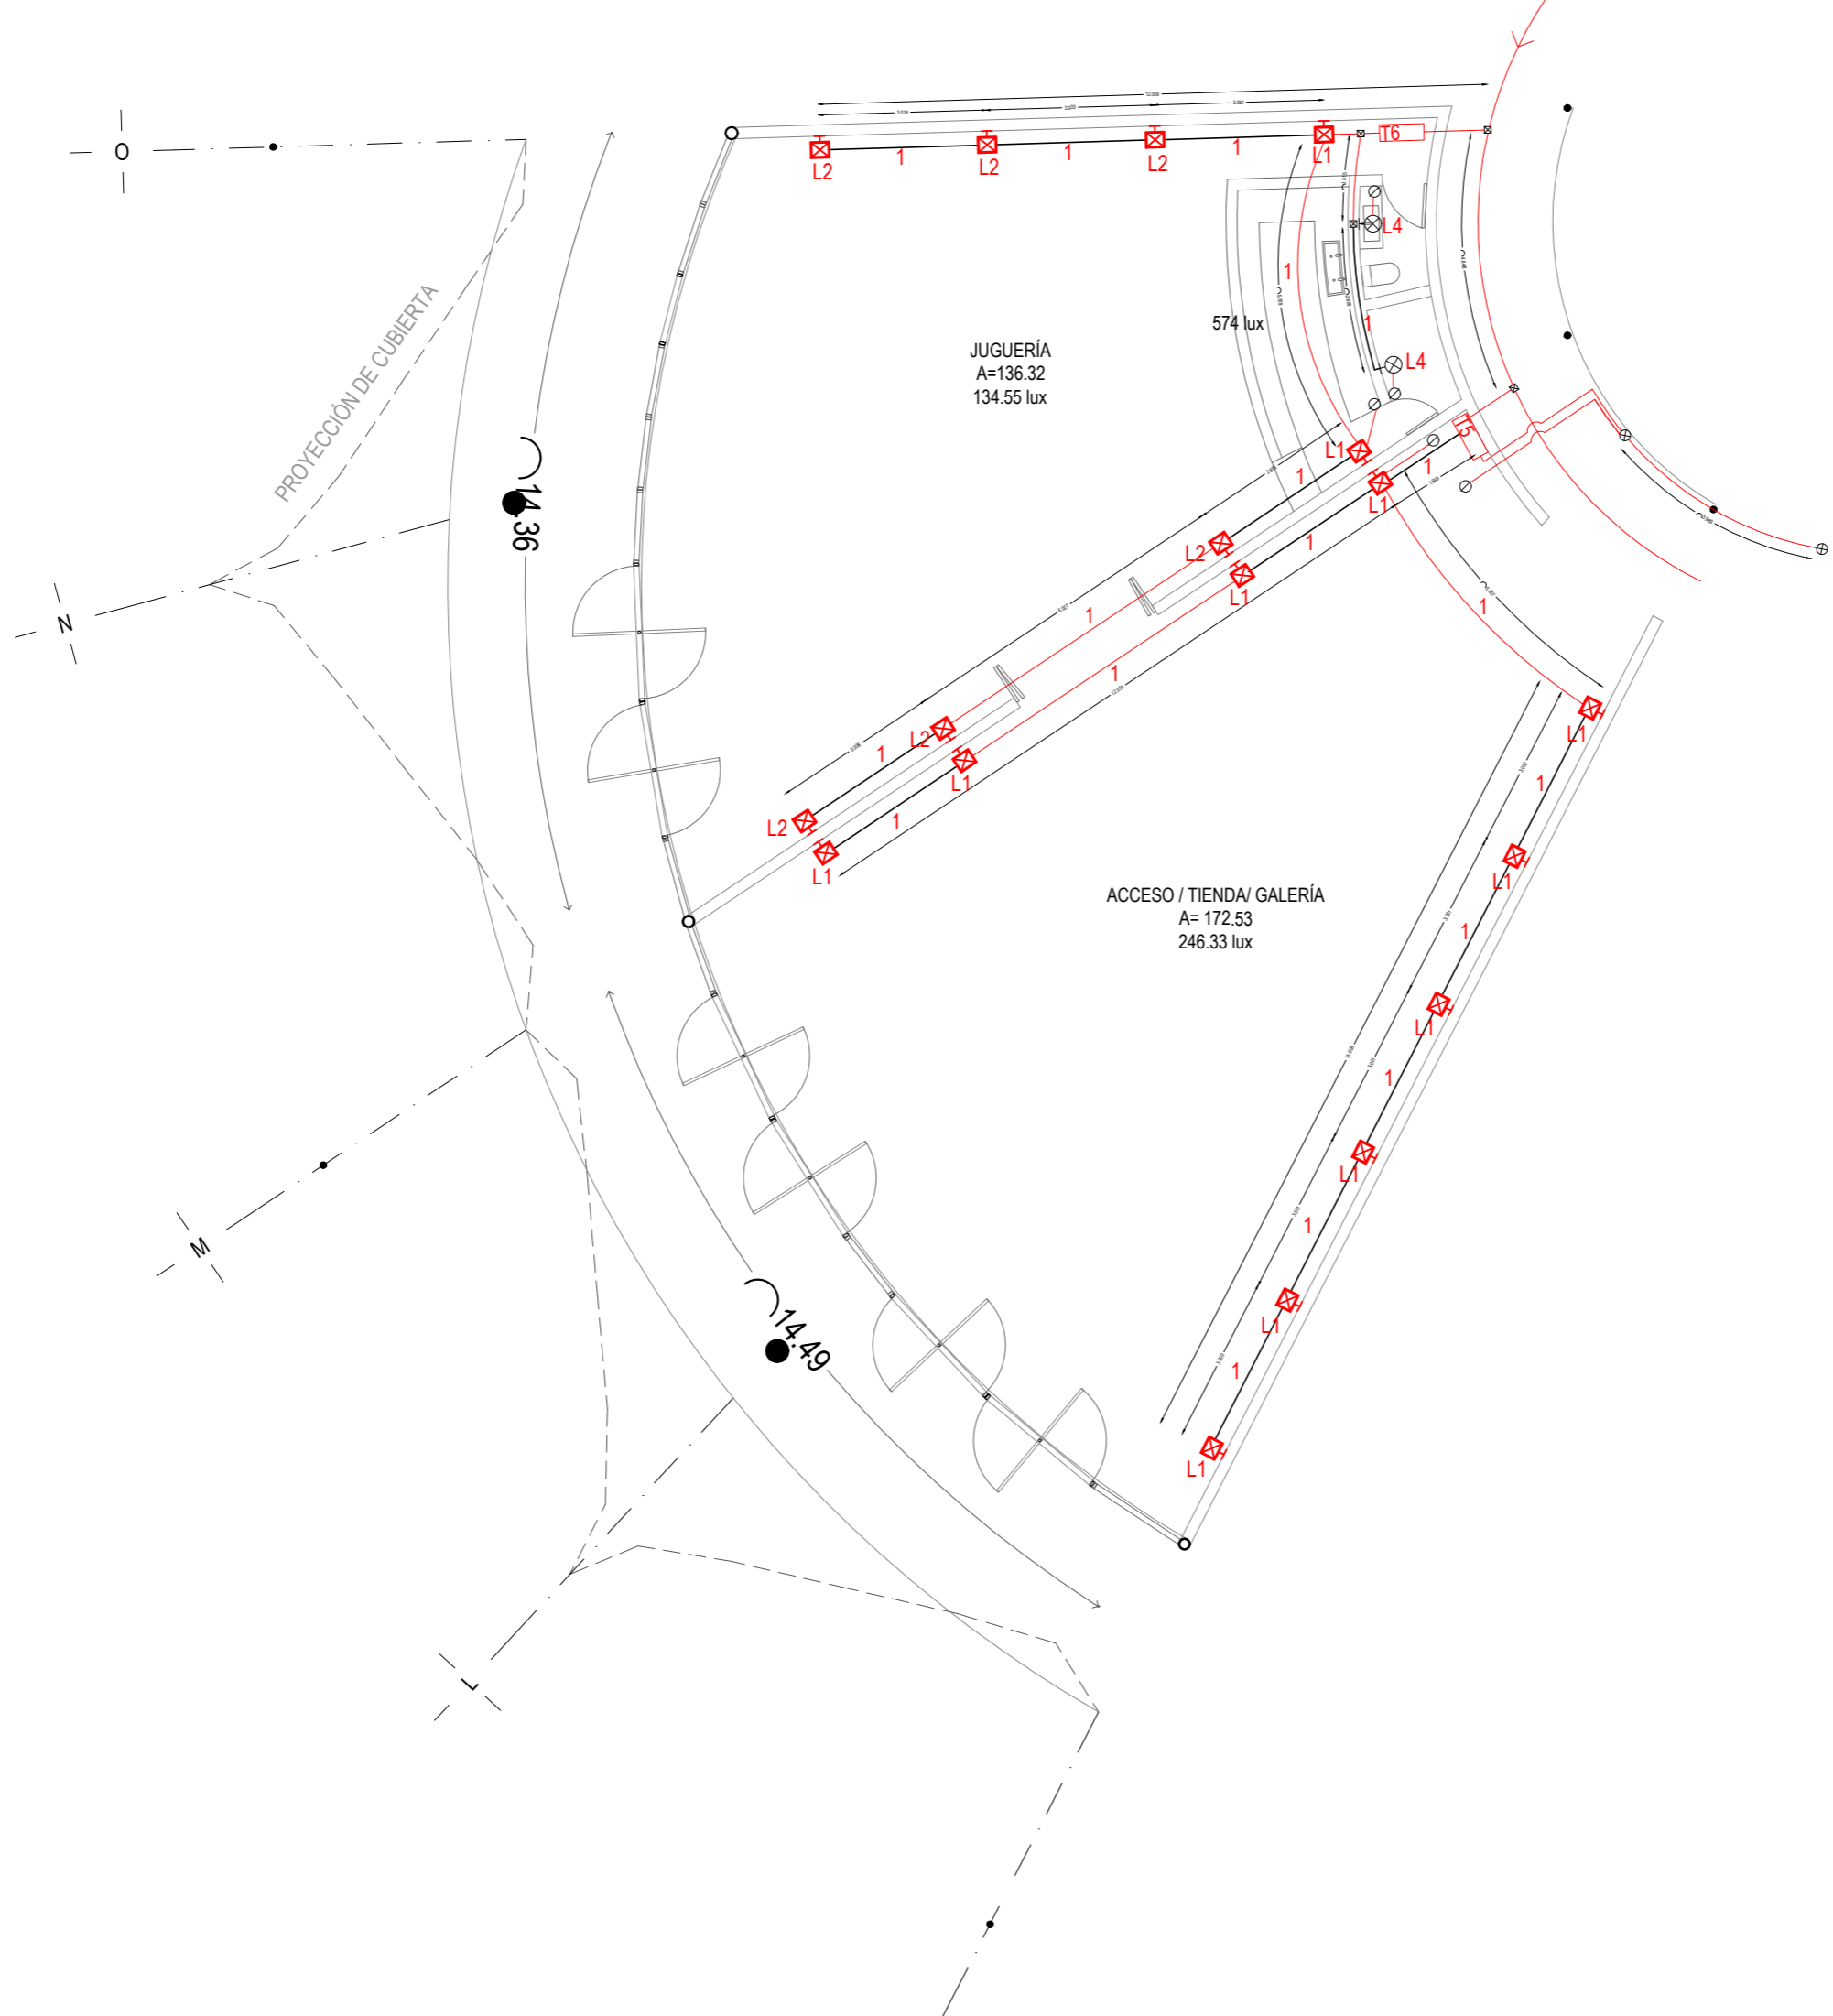 O
T6
L2
1
L2
1
L2
1
L1
L4
1
574 lux
1
L4
JUGUERÍA
A=136.32
134.55 lux
PROYECCIÓN DE CUBIERTA
14.36
N
T5
L1
1
1
L1
L2
1
L1
1
1
1
L2
1
L1
1
L2
1
L1
L1
1
L1
1
L1
1
L1
1
L1
1
L1
ACCESO / TIENDA/ GALERÍA
A= 172.53
246.33 lux
M
14.49
L